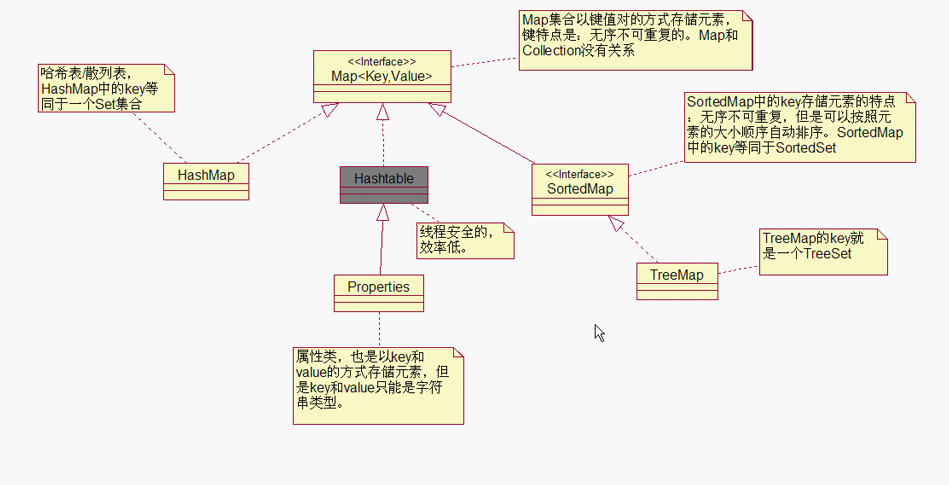 Map集合以键值对的方式存储元素，
键特点是：无序不可重复的。Map和
Collection没有关系
<<Interface>>
Map<Key,Value>
哈希表/散列表，
HashMap中的key等
同于一个Set集合
SortedMap中的key存储元素的特点
：无序不可重复，但是可以按照元
素的大小顺序自动排序。SortedMap
中的key等同于SortedSet
HashMap
Hashtable
<<Interface>>
SortedMap
线程安全的，
效率低。
TreeMap的key就
是一个TreeSet
TreeMap
Properties
属性类，也是以key和
value的方式存储元素，但
是key和value只能是字符
串类型。